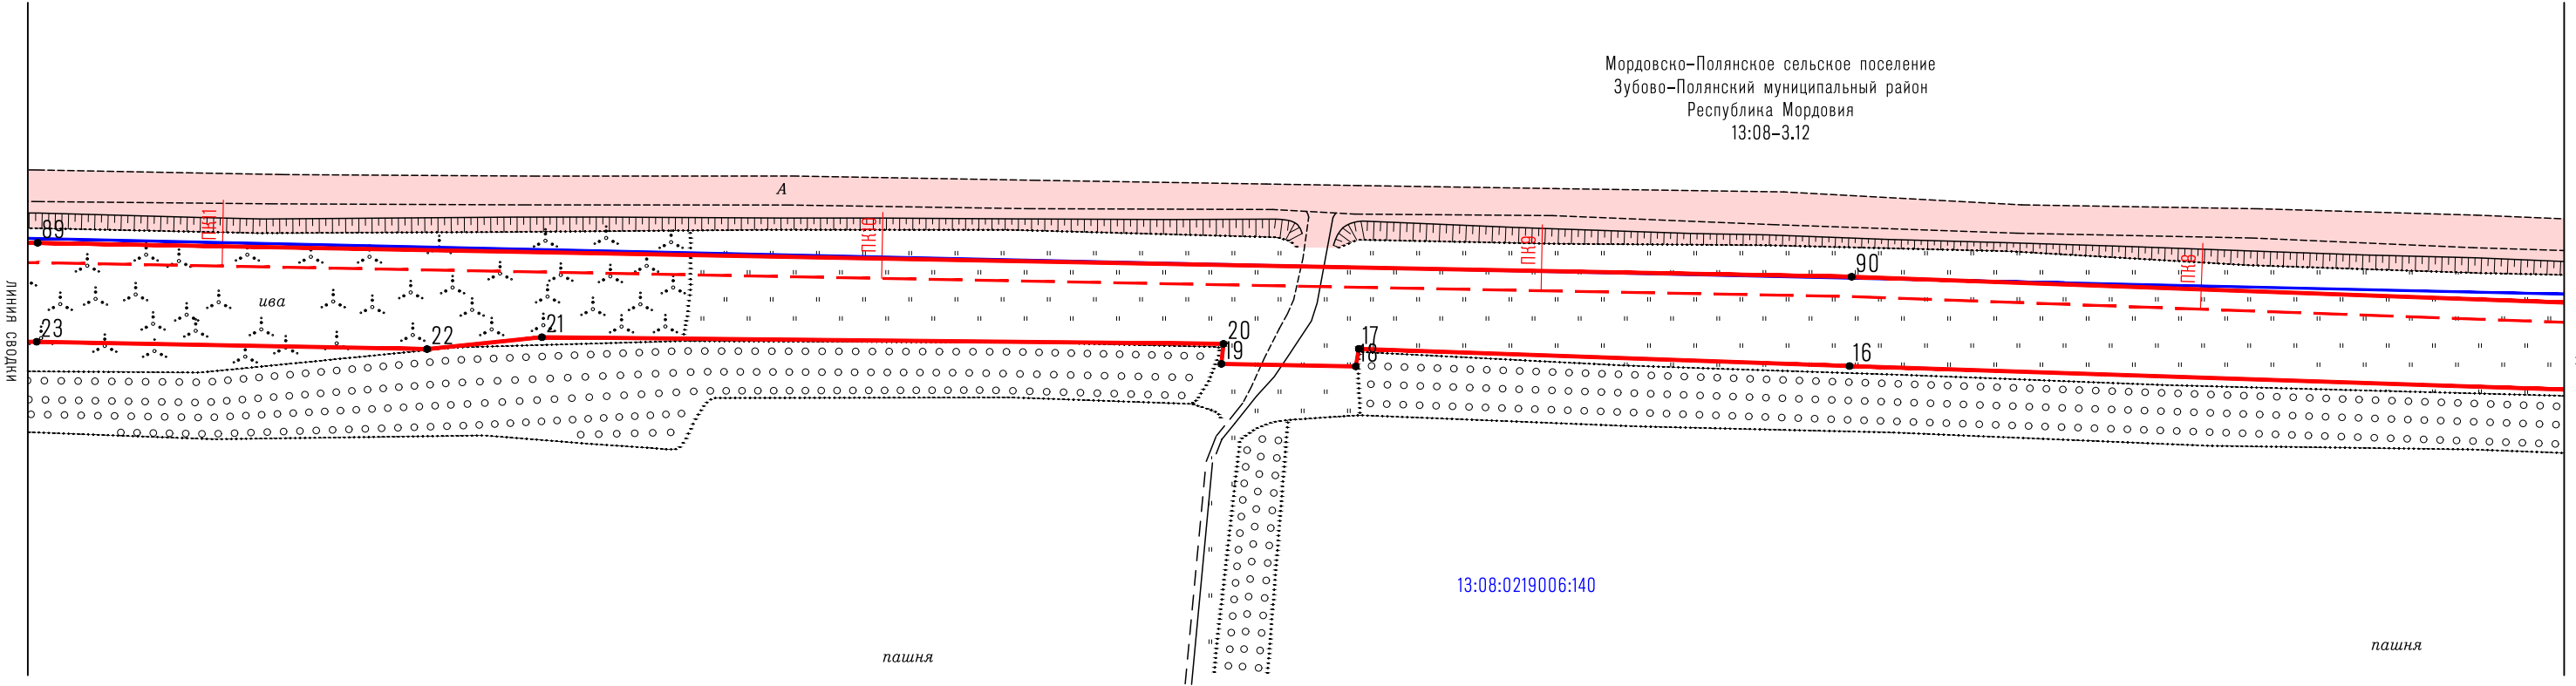 Мордовско-Полянское сельское поселение
Зубово-Полянский муниципальный район
Республика Мордовия
13:08-3.12
А
ПК11
ПК10
ПК9
ПК8
89
90
ива
линия сводки
23
22
21
20
19
17
18
16
13:08:0219006:140
пашня
пашня